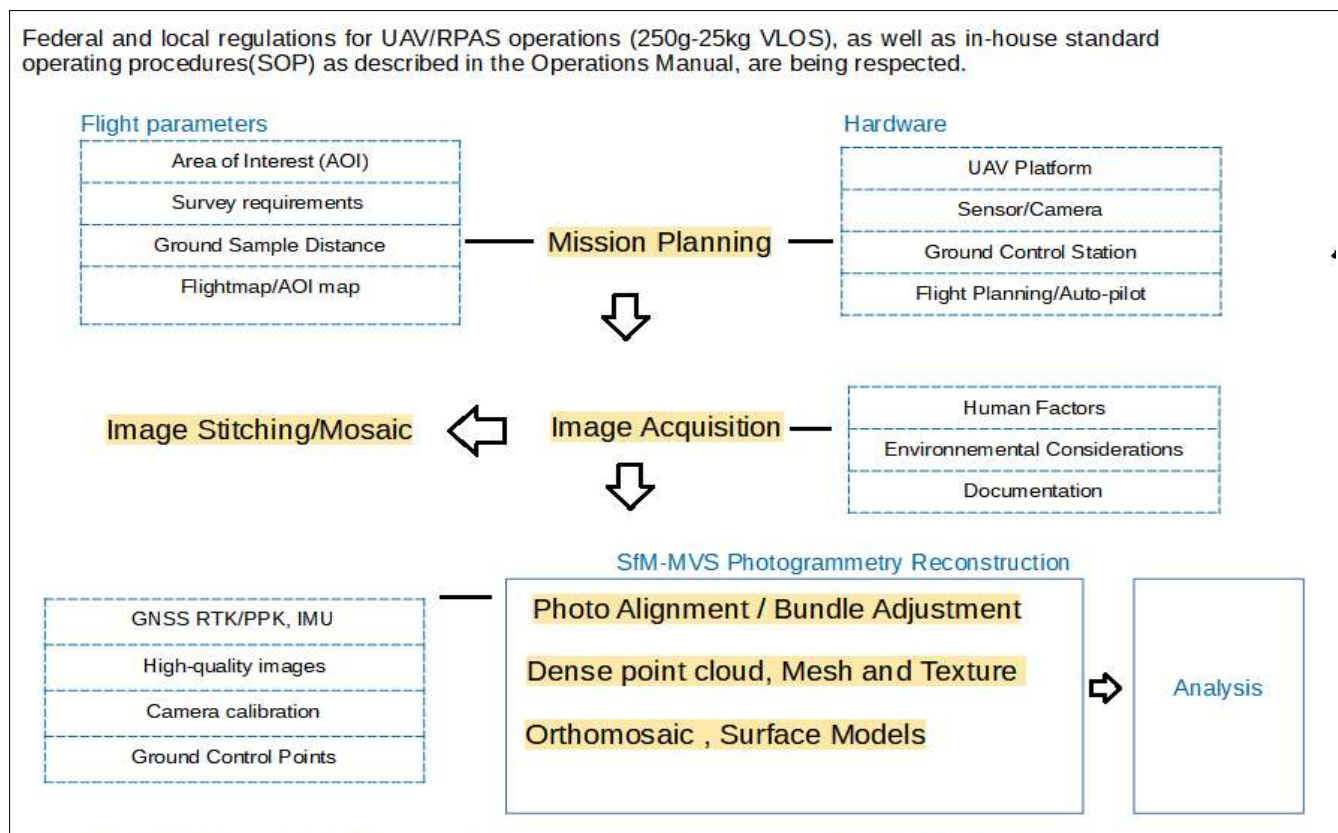 Federal and local regulations for UAV/RPAS operations (250g-25kg VLOS), as well as in-house standard
operating procedures(SOP) as described in the Operations Manual, are being respected.
Flight parameters
Area of Interest (AOI)
Survey requirements
Ground Sample Distance
Flightmap/AOI map
Mission Planning
Hardware
UAV Platform
Sensor/Camera
Ground Control Station
Flight Planning/Auto-pilot
Image Stitching/Mosaic
Image Acquisition
Human Factors
Environnemental Considerations
Documentation
SfM-MVS Photogrammetry Reconstruction
GNSS RTK/PPK, IMU
High-quality images
Camera calibration
Ground Control Points
Photo Alignment / Bundle Adjustment
Dense point cloud, Mesh and Texture
Orthomosaic , Surface Models
Analysis